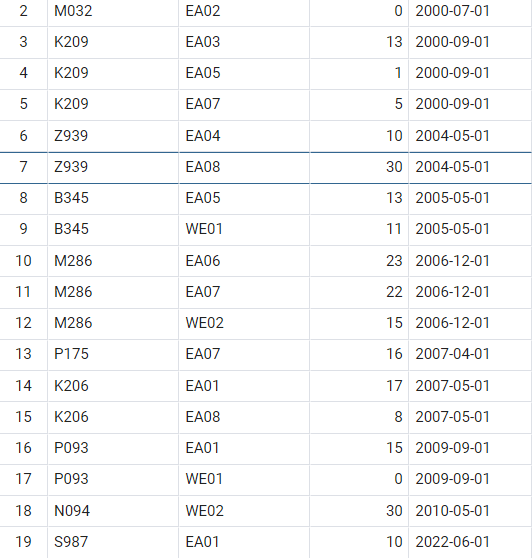 2 M032 EA02 0 2000-07-01
3 K209 EA03 13 2000-09-01
4 K209 EA05 1 2000-09-01
5 K209 EA07 5 2000-09-01
6 Z939 EA04 10 2004-05-01
7 Z939 EA08 30 2004-05-01
8 B345 EA05 13 2005-05-01
9 B345 WE01 11 2005-05-01
10 M286 EA06 23 2006-12-01
11 M286 EA07 22 2006-12-01
12 M286 WE02 15 2006-12-01
13 P175 EA07 16 2007-04-01
14 K206 EA01 17 2007-05-01
15 K206 EA08 8 2007-05-01
16 P093 EA01 15 2009-09-01
17 P093 WE01 0 2009-09-01
18 N094 WE02 30 2010-05-01
19 S987 EA01 10 2022-06-01